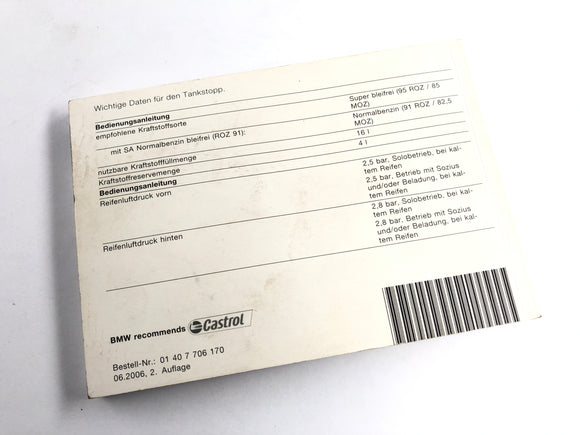 Wichtige Daten für den Tankstopp.
Bedienungsanleitung
empfohlene Kraftstoffsorte
Super bleifrei (95 ROZ / 85
MOZ)
mit SA Normalbenzin bleifrei (ROZ 91):
Normalbenzin (91 ROZ / 82,5
MOZ)
nutzbare Kraftstofffüllmenge
16 l
Kraftstoffreservemenge
4 l
Bedienungsanleitung
Reifenluftdruck vorn
2,5 bar, Solobetrieb, bei kal-
tem Reifen
2,5 bar, Betrieb mit Sozius
und/oder Beladung, bei kal-
tem Reifen
Reifenluftdruck hinten
2,8 bar, Solobetrieb, bei kal-
tem Reifen
2,8 bar, Betrieb mit Sozius
und/oder Beladung, bei kal-
tem Reifen
BMW recommends Castrol
Bestell-Nr.: 01 40 7 706 170
06.2006, 2. Auflage